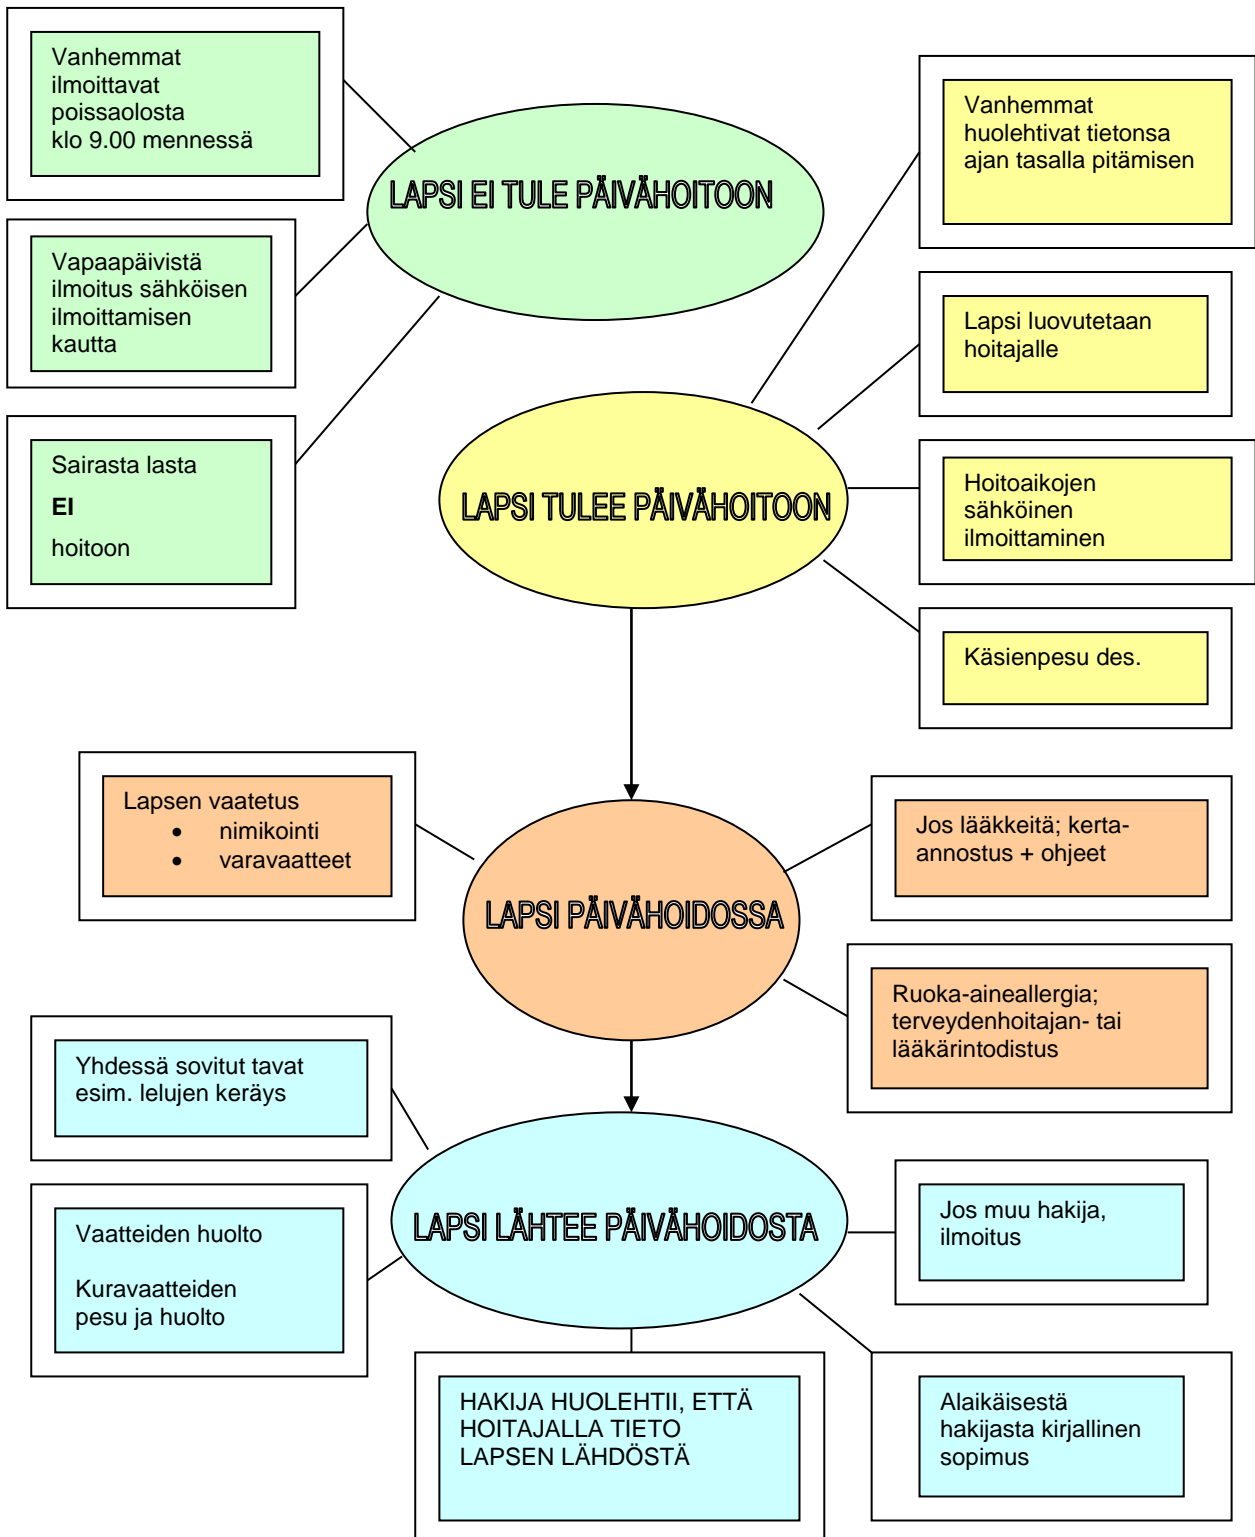 Vanhemmat
ilmoittavat
poissaolosta
klo 9.00 mennessä
LAPSI EI TULE PÄIVÄHOITOON
Vapaapäivistä
ilmoitus sähköisen
ilmoittamisen
kautta
Sairasta lasta
EI
hoitoon
Vanhemmat
huolehtivat tietonsa
ajan tasalla pitämisen
Lapsi luovutetaan
hoitajalle
LAPSI TULEE PÄIVÄHOITOON
Hoitoaikojen
sähköinen
ilmoittaminen
Käsienpesu des.
Lapsen vaatetus
• nimikointi
• varavaatteet
LAPSI PÄIVÄHOIDOSSA
Jos lääkkeitä; kerta-
annostus + ohjeet
Ruoka-aineallergia;
terveydenhoitajan- tai
lääkärintodistus
Yhdessä sovitut tavat
esim. lelujen keräys
LAPSI LÄHTEE PÄIVÄHOIDOSTA
Vaatteiden huolto
Kuravaatteiden
pesu ja huolto
Jos muu hakija,
ilmoitus
HAKIJA HUOLEHTII, ETTÄ
HOITAJALLA TIETO
LAPSEN LÄHDÖSTÄ
Alaikäisestä
hakijasta kirjallinen
sopimus